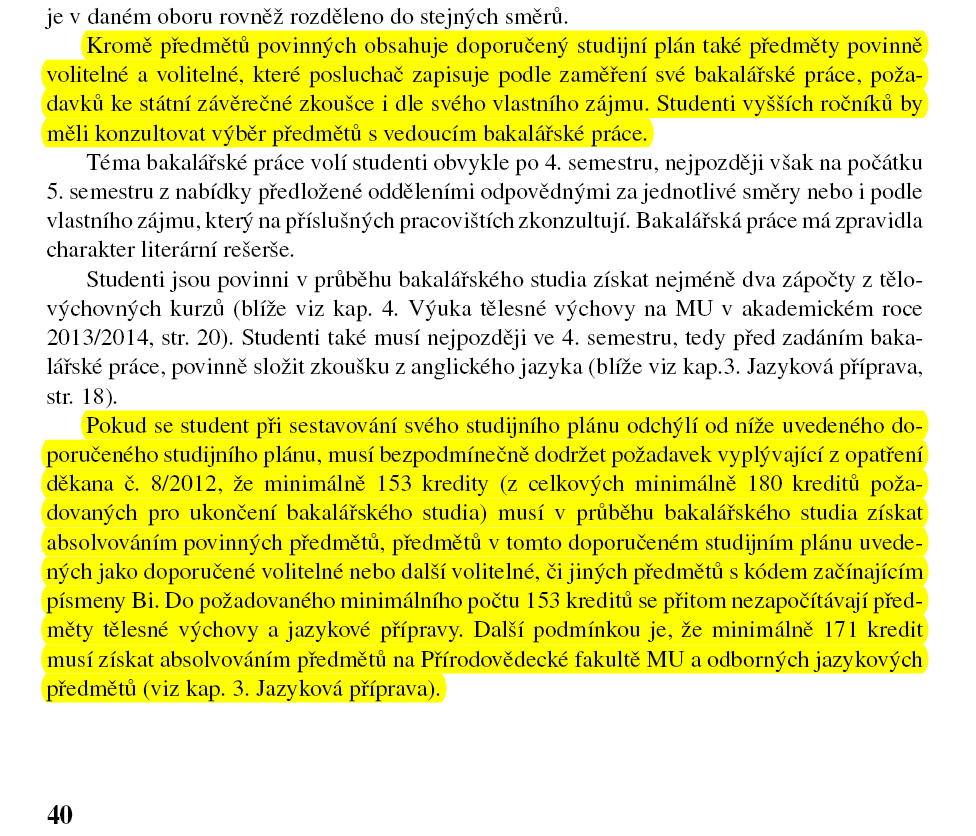 je v daném oboru rovněž rozděleno do stejných směrů.
Kromě předmětů povinných obsahuje doporučený studijní plán také předměty povinně
volitelné a volitelné, které posluchač zapisuje podle zaměření své bakalářské práce, poža-
davků ke státní závěrečné zkoušce i dle svého vlastního zájmu. Studenti vyšších ročníků by
měli konzultovat výběr předmětů s vedoucím bakalářské práce.
Téma bakalářské práce volí studenti obvykle po 4. semestru, nejpozději však na počátku
5. semestru z nabídky předložené odděleními odpovědnými za jednotlivé směry nebo i podle
vlastního zájmu, který na příslušných pracovištích zkonzultují. Bakalářská práce má zpravidla
charakter literární rešerše.
Studenti jsou povinni v průběhu bakalářského studia získat nejméně dva zápočty z tělo-
výchovných kurzů (blíže viz kap. 4. Výuka tělesné výchovy na MU v akademickém roce
2013/2014, str. 20). Studenti také musí nejpozději ve 4. semestru, tedy před zadáním baka-
lářské práce, povinně složit zkoušku z anglického jazyka (blíže viz kap.3. Jazyková příprava,
str. 18).
Pokud se student při sestavování svého studijního plánu odchýlí od níže uvedeného do-
poručeného studijního plánu, musí bezpodmínečně dodržet požadavek vyplývající z opatření
děkana č. 8/2012, že minimálně 153 kredity (z celkových minimálně 180 kreditů poža-
dovaných pro ukončení bakalářského studia) musí v průběhu bakalářského studia získat
absolvováním povinných předmětů, předmětů v tomto doporučeném studijním plánu uvede-
ných jako doporučené volitelné nebo další volitelné, či jiných předmětů s kódem začínajícím
písmeny Bi. Do požadovaného minimálního počtu 153 kreditů se přitom nezapočítávají před-
měty tělesné výchovy a jazykové přípravy. Další podmínkou je, že minimálně 171 kredit
musí získat absolvováním předmětů na Přírodovědecké fakultě MU a odborných jazykových
předmětů (viz kap. 3. Jazyková příprava).
40